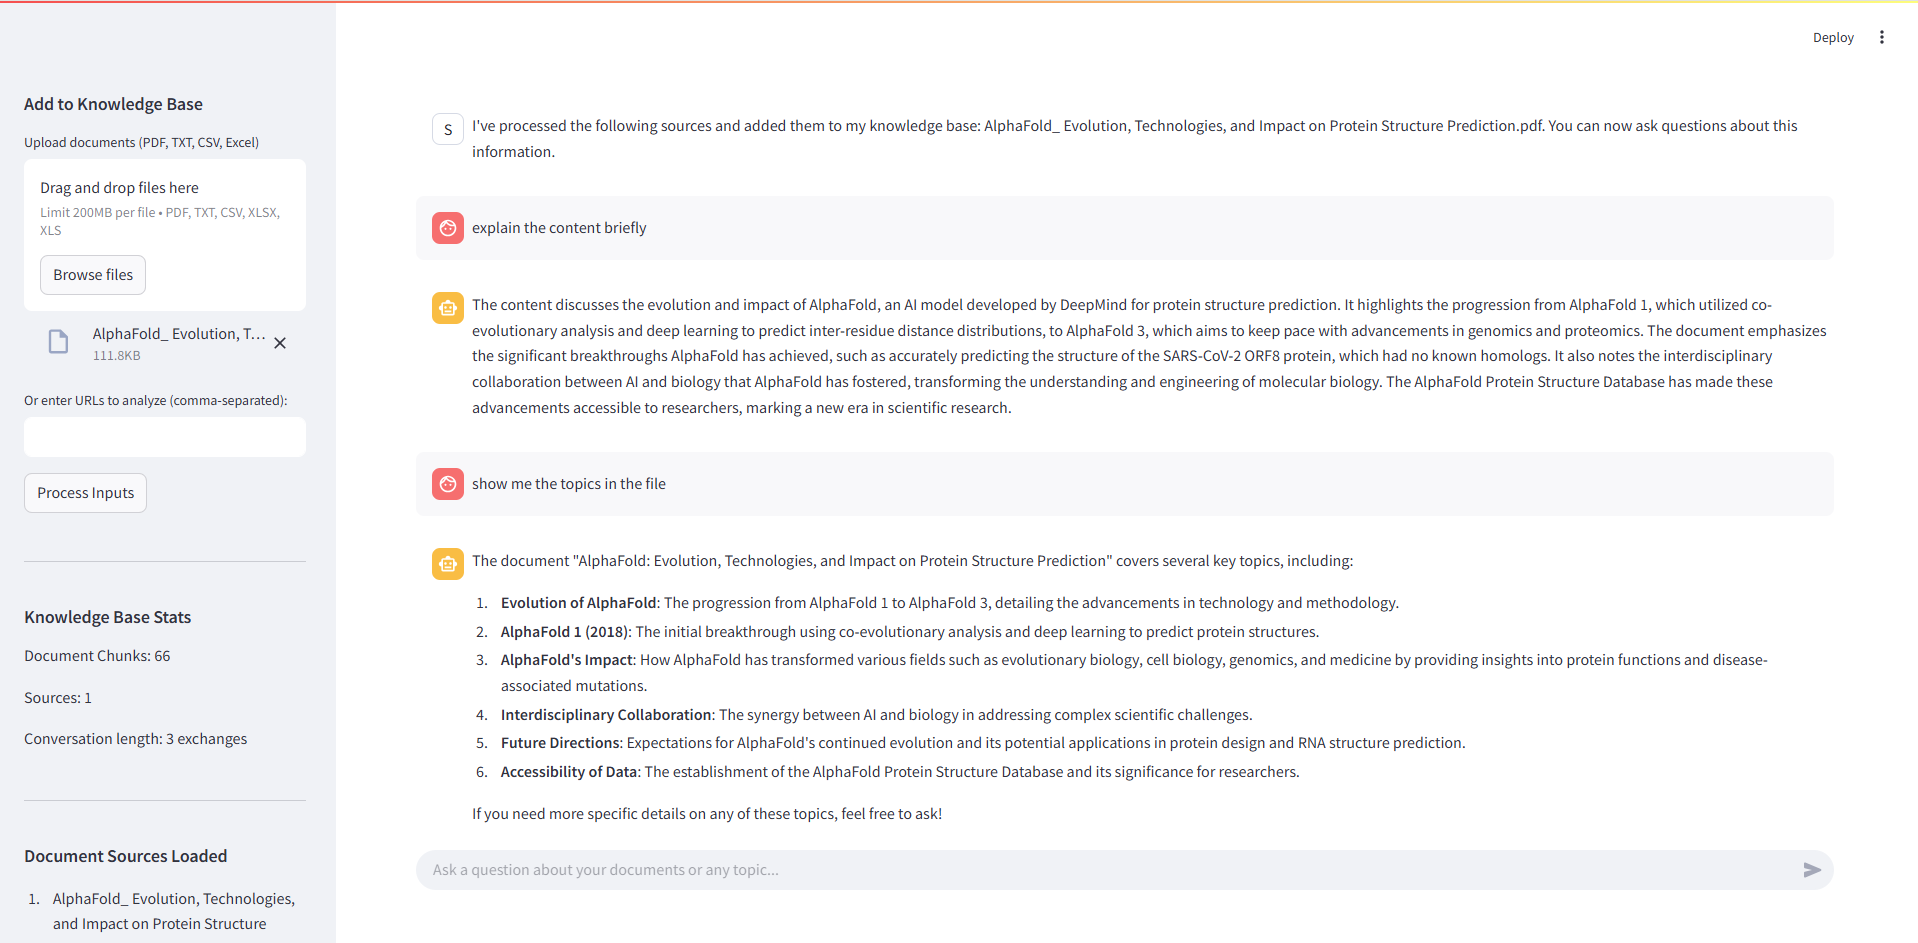 Deploy
Add to Knowledge Base
Upload documents (PDF, TXT, CSV, Excel)
Drag and drop files here
Limit 200MB per file • PDF, TXT, CSV, XLSX,
XLS
Browse files
AlphaFold_ Evolution, T...
111.8KB
Or enter URLs to analyze (comma-separated):
Process Inputs
Knowledge Base Stats
Document Chunks: 66
Sources: 1
Conversation length: 3 exchanges
Document Sources Loaded
1. AlphaFold_ Evolution, Technologies,
and Impact on Protein Structure
S
I've processed the following sources and added them to my knowledge base: AlphaFold_ Evolution, Technologies, and Impact on Protein Structure Prediction.pdf. You can now ask questions about this
information.
explain the content briefly
The content discusses the evolution and impact of AlphaFold, an AI model developed by DeepMind for protein structure prediction. It highlights the progression from AlphaFold 1, which utilized co-
evolutionary analysis and deep learning to predict inter-residue distance distributions, to AlphaFold 3, which aims to keep pace with advancements in genomics and proteomics. The document emphasizes
the significant breakthroughs AlphaFold has achieved, such as accurately predicting the structure of the SARS-CoV-2 ORF8 protein, which had no known homologs. It also notes the interdisciplinary
collaboration between AI and biology that AlphaFold has fostered, transforming the understanding and engineering of molecular biology. The AlphaFold Protein Structure Database has made these
advancements accessible to researchers, marking a new era in scientific research.
show me the topics in the file
The document "AlphaFold: Evolution, Technologies, and Impact on Protein Structure Prediction" covers several key topics, including:
1. Evolution of AlphaFold: The progression from AlphaFold 1 to AlphaFold 3, detailing the advancements in technology and methodology.
2. AlphaFold 1 (2018): The initial breakthrough using co-evolutionary analysis and deep learning to predict protein structures.
3. AlphaFold's Impact: How AlphaFold has transformed various fields such as evolutionary biology, cell biology, genomics, and medicine by providing insights into protein functions and disease-
associated mutations.
4. Interdisciplinary Collaboration: The synergy between AI and biology in addressing complex scientific challenges.
5. Future Directions: Expectations for AlphaFold's continued evolution and its potential applications in protein design and RNA structure prediction.
6. Accessibility of Data: The establishment of the AlphaFold Protein Structure Database and its significance for researchers.
If you need more specific details on any of these topics, feel free to ask!
Ask a question about your documents or any topic...